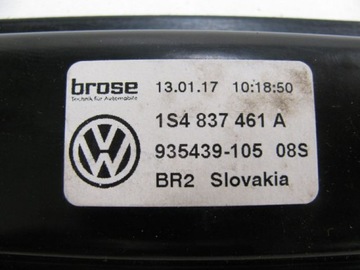 brose 13.01.17 10:18:50
Technik für Automobile
1S4 837 461 A
935439-105 08S
BR2 Slovakia